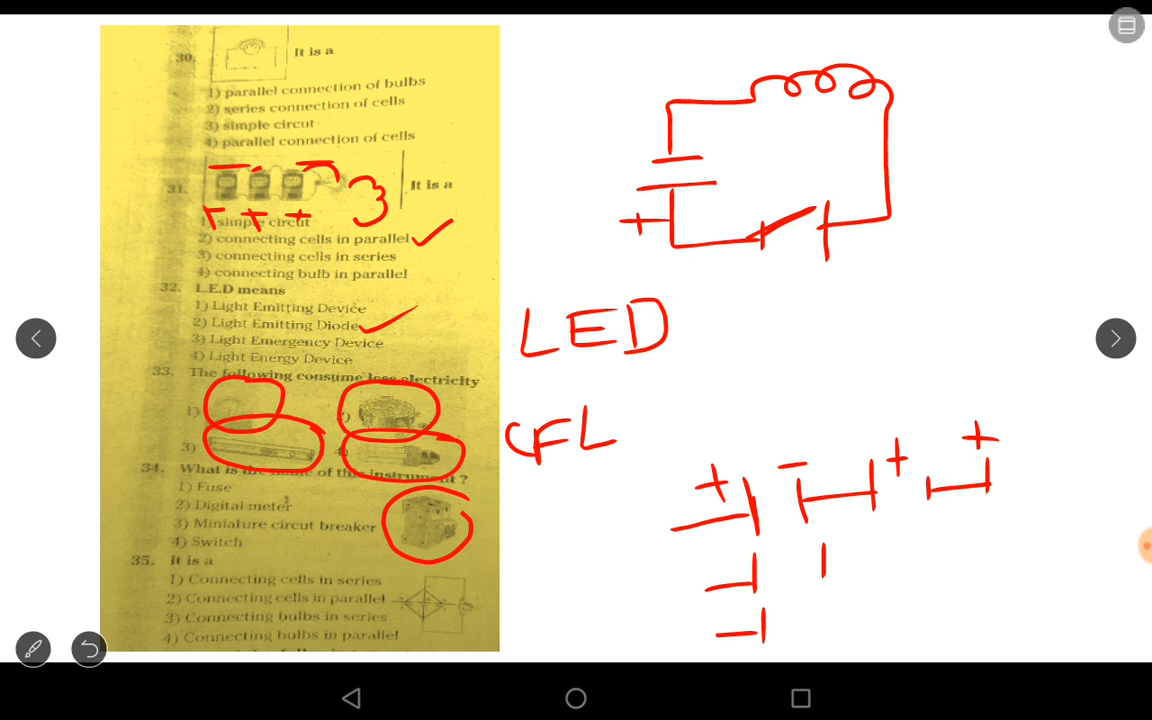 30.
It is a
1) parallel connection of bulbs
2) series connection of cells
3) simple circut
4) parallel connection of cells
31.
It is a
1) simple circut
2) connecting cells in parallel
3) connecting cells in series
4) connecting bulb in parallel
32. L.E.D means
1) Light Emitting Device
2) Light Emitting Diode
3) Light Emergency Device
4) Light Energy Device
33. The following consume less electricity
1)
3)
34. What is the name of this instrument ?
1) Fuse
2) Digital meter
3) Miniature circut breaker
4) Switch
35. It is a
1) Connecting cells in series
2) Connecting cells in parallel
3) Connecting bulbs in series
4) Connecting bulbs in parallel
LED
CFL